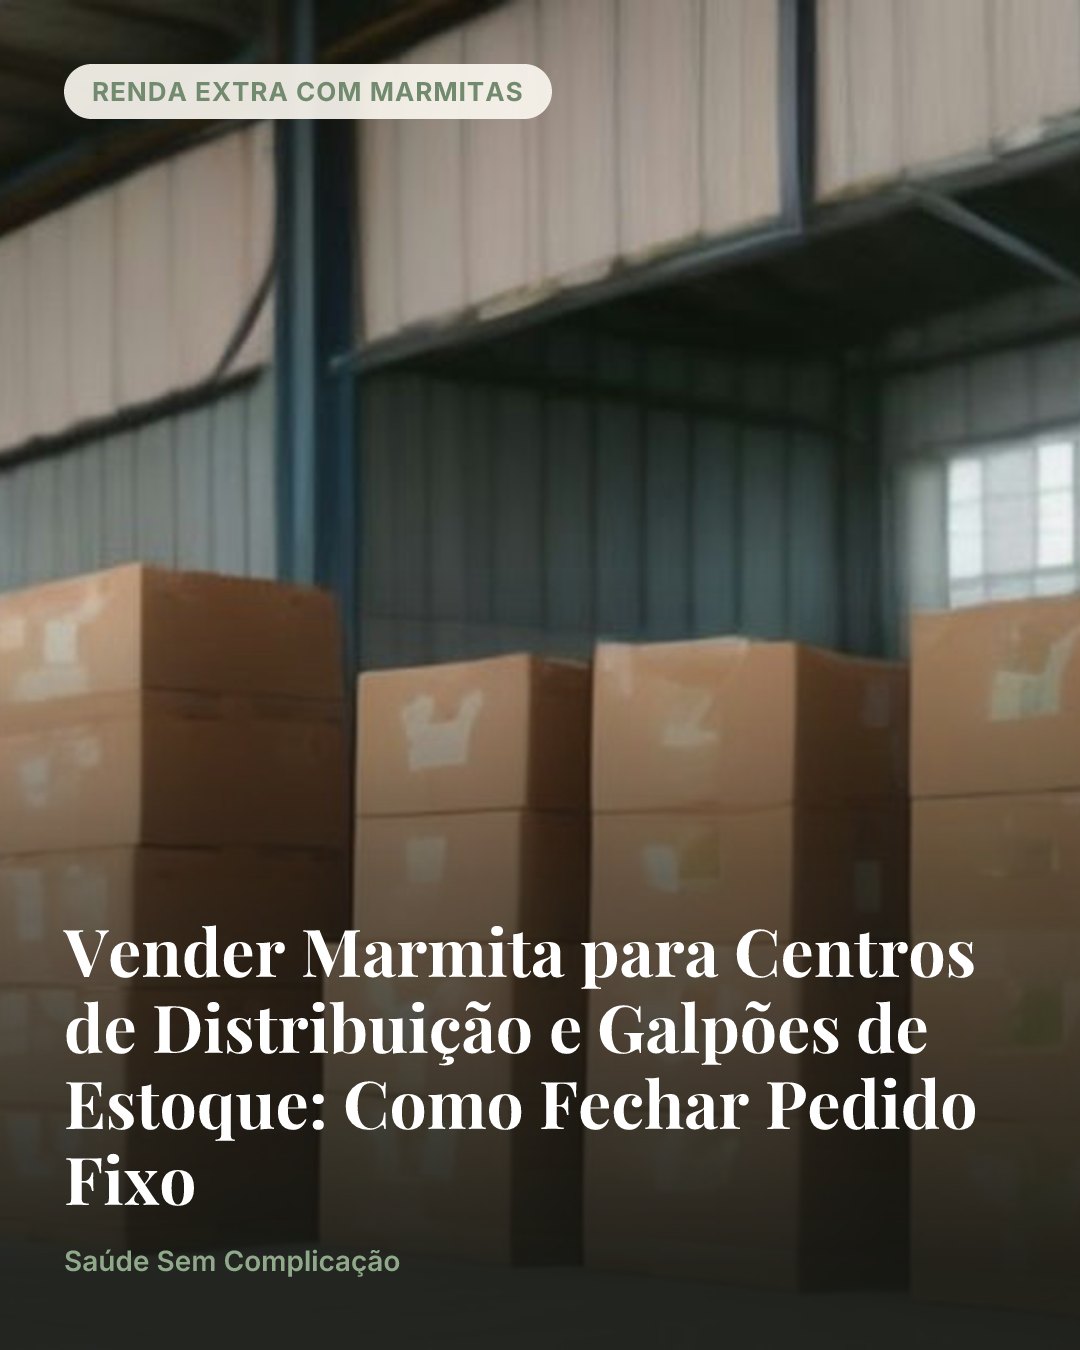 RENDA EXTRA COM MARMITAS
Vender Marmita para Centros
de Distribuição e Galpões de
Estoque: Como Fechar Pedido
Fixo
Saúde Sem Complicação